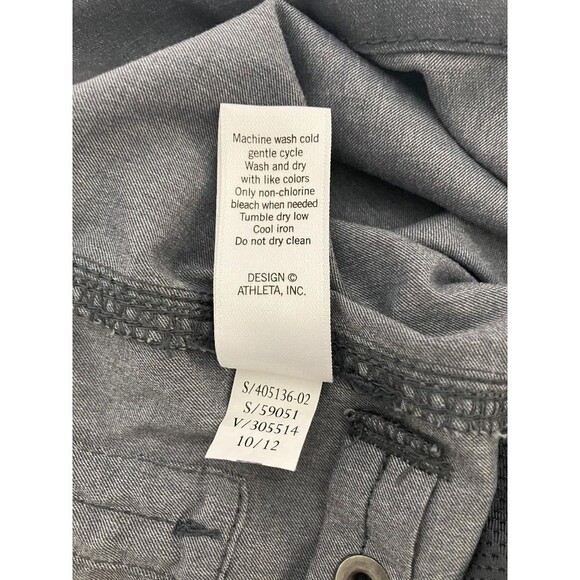 Machine wash cold
gentle cycle
Wash and dry
with like colors
Only non-chlorine
bleach when needed
Tumble dry low
Cool iron
Do not dry clean
DESIGN ©
ATHLETA, INC.
S/405136-02
S/59051
V/305514
10/12